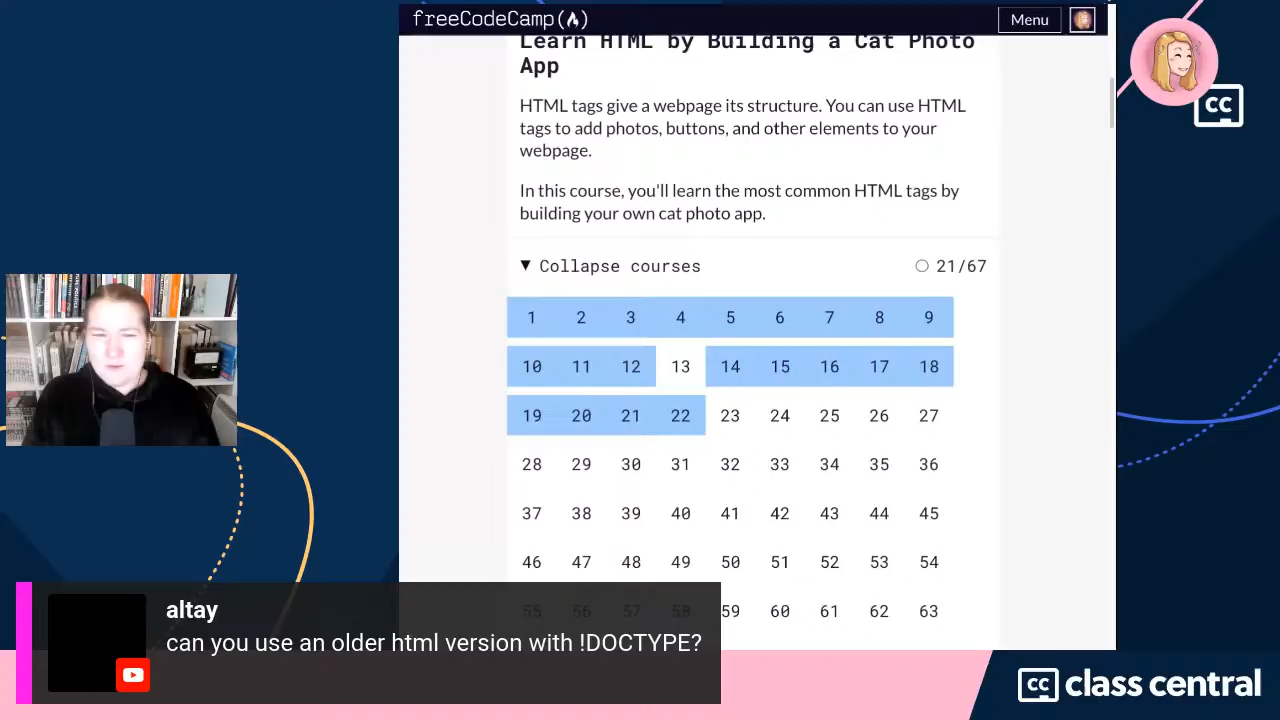 freeCodeCamp
Menu
Learn HTML by Building a Cat Photo
App
HTML tags give a webpage its structure. You can use HTML
tags to add photos, buttons, and other elements to your
webpage.
In this course, you'll learn the most common HTML tags by
building your own cat photo app.
Collapse courses
21/67
1 2 3 4 5 6 7 8 9
10 11 12 13 14 15 16 17 18
19 20 21 22 23 24 25 26 27
28 29 30 31 32 33 34 35 36
37 38 39 40 41 42 43 44 45
46 47 48 49 50 51 52 53 54
55 56 57 58 59 60 61 62 63
altay
can you use an older html version with !DOCTYPE?
cc
cc class central